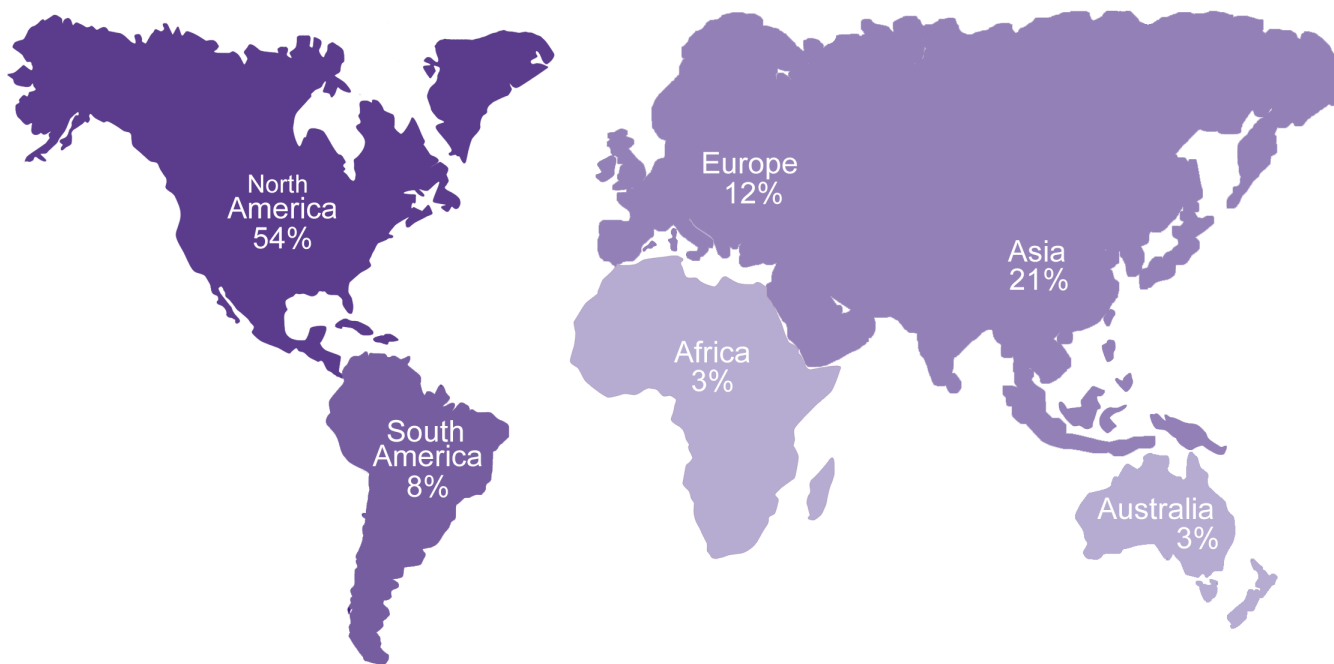 North
America
54%
South
America
8%
Europe
12%
Africa
3%
Asia
21%
Australia
3%